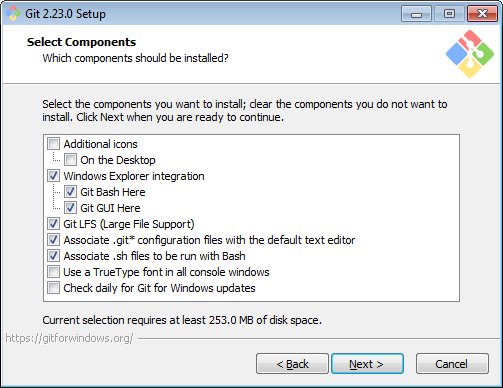 Git 2.23.0 Setup
Select Components
Which components should be installed?
Select the components you want to install; clear the components you do not want to
install. Click Next when you are ready to continue.
Additional icons
On the Desktop
Windows Explorer integration
Git Bash Here
Git GUI Here
Git LFS (Large File Support)
Associate .git* configuration files with the default text editor
Associate .sh files to be run with Bash
Use a TrueType font in all console windows
Check daily for Git for Windows updates
Current selection requires at least 253.0 MB of disk space.
https://gitforwindows.org/
< Back Next > Cancel